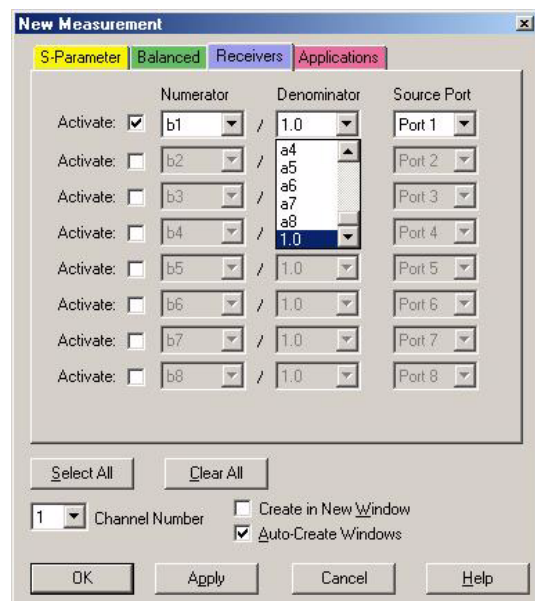 New Measurement
S-Parameter Balanced Receivers Applications
Numerator Denominator Source Port
Activate: b1 / 1.0 Port 1
Activate: b2 / a4 Port 2
a5
Activate: b3 / a6 Port 3
a7
Activate: b4 / a8 Port 4
1.0
Activate: b5 / 1.0 Port 5
Activate: b6 / 1.0 Port 6
Activate: b7 / 1.0 Port 7
Activate: b8 / 1.0 Port 8
Select All Clear All
1 Channel Number Create in New Window
Auto-Create Windows
OK Apply Cancel Help